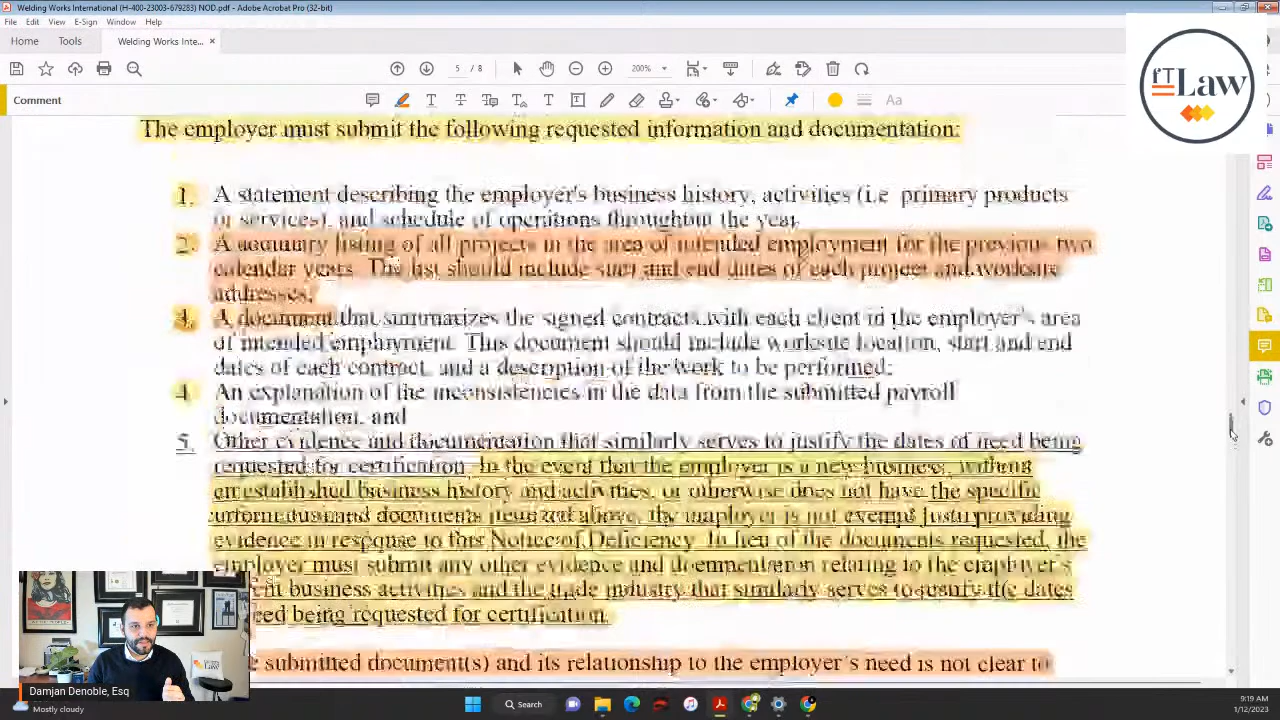 Welding Works International (H-400-23003-679283) NOD.pdf - Adobe Acrobat Pro (32-bit)
File Edit View E-Sign Window Help
Home Tools Welding Works Inte... ×
5 / 8 200%
Comment
Aa
fT
Law
The employer must submit the following requested information and documentation:
1. A statement describing the employer's business history, activities (i.e. primary products
or services), and schedule of operations throughout the year.
2. A summary listing of all projects in the area of intended employment for the previous two
calendar years. The list should include start and end dates of each project and worksite
addresses;
3. A document that summarizes the signed contracts with each client in the employer's area
of intended employment. This document should include worksite location, start and end
dates of each contract, and a description of the work to be performed;
4. An explanation of the inconsistencies in the data from the submitted payroll
documentation, and
5. Other evidence and documentation that similarly serves to justify the dates of need being
requested for certification. In the event that the employer is a new business, without
an established business history and activities, or otherwise does not have the specific
information and documents itemized above, the employer is not exempt from providing
evidence in response to this Notice of Deficiency. In lieu of the documents requested, the
employer must submit any other evidence and documentation relating to the employer's
business activities and the trade industry that similarly serves to justify the dates
need being requested for certification.
submitted document(s) and its relationship to the employer's need is not clear to
Law
Damjan Denoble, Esq
Mostly cloudy
Search
9:19 AM
1/12/2023